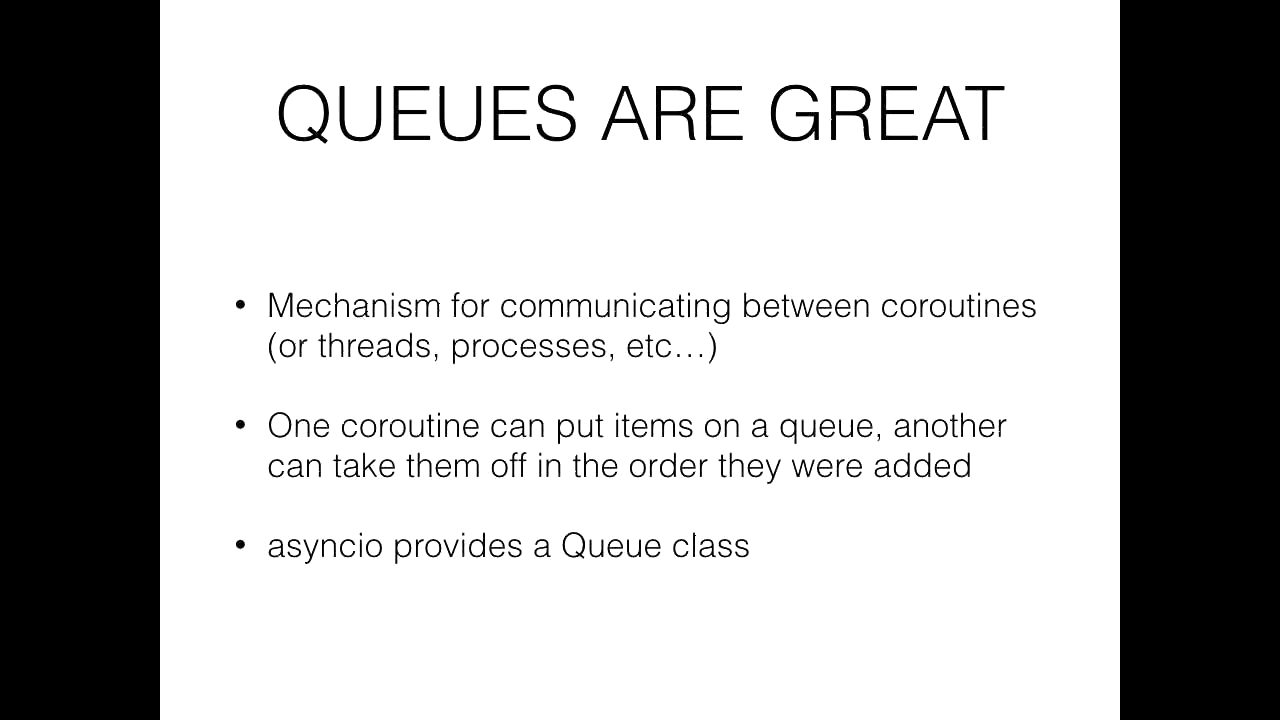 QUEUES ARE GREAT
• Mechanism for communicating between coroutines
(or threads, processes, etc…)
• One coroutine can put items on a queue, another
can take them off in the order they were added
• asyncio provides a Queue class